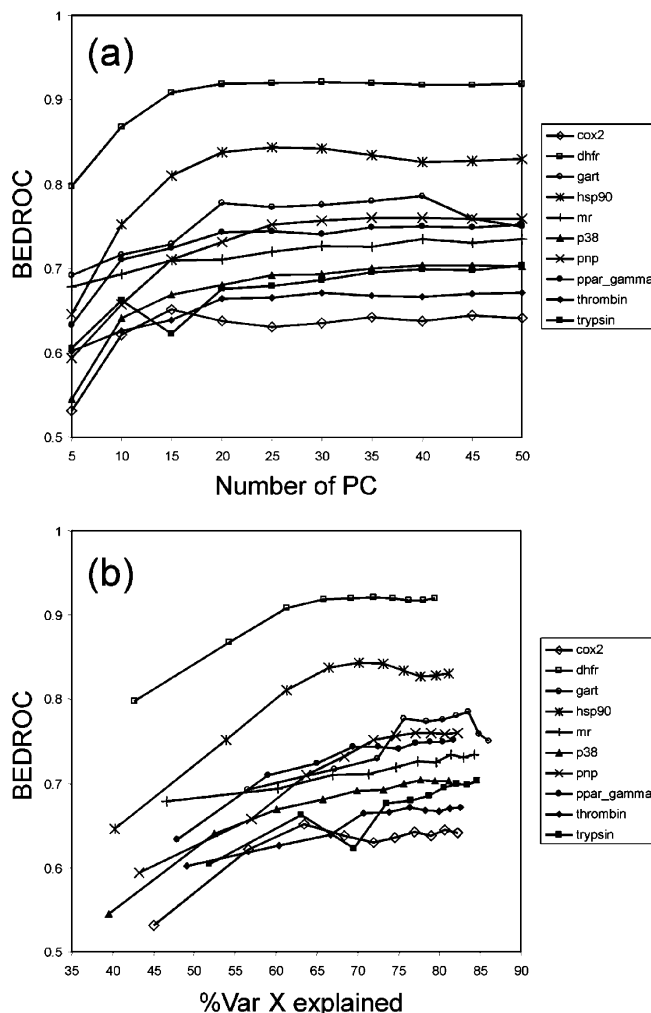 (a)
BEDROC
1
0.9
0.8
0.7
0.6
0.5
5 10 15 20 25 30 35 40 45 50
Number of PC
cox2
dhfr
gart
hsp90
mr
p38
pnp
ppar_gamma
thrombin
trypsin
(b)
BEDROC
1
0.9
0.8
0.7
0.6
0.5
35 40 45 50 55 60 65 70 75 80 85 90
%Var X explained
cox2
dhfr
gart
hsp90
mr
p38
pnp
ppar_gamma
thrombin
trypsin